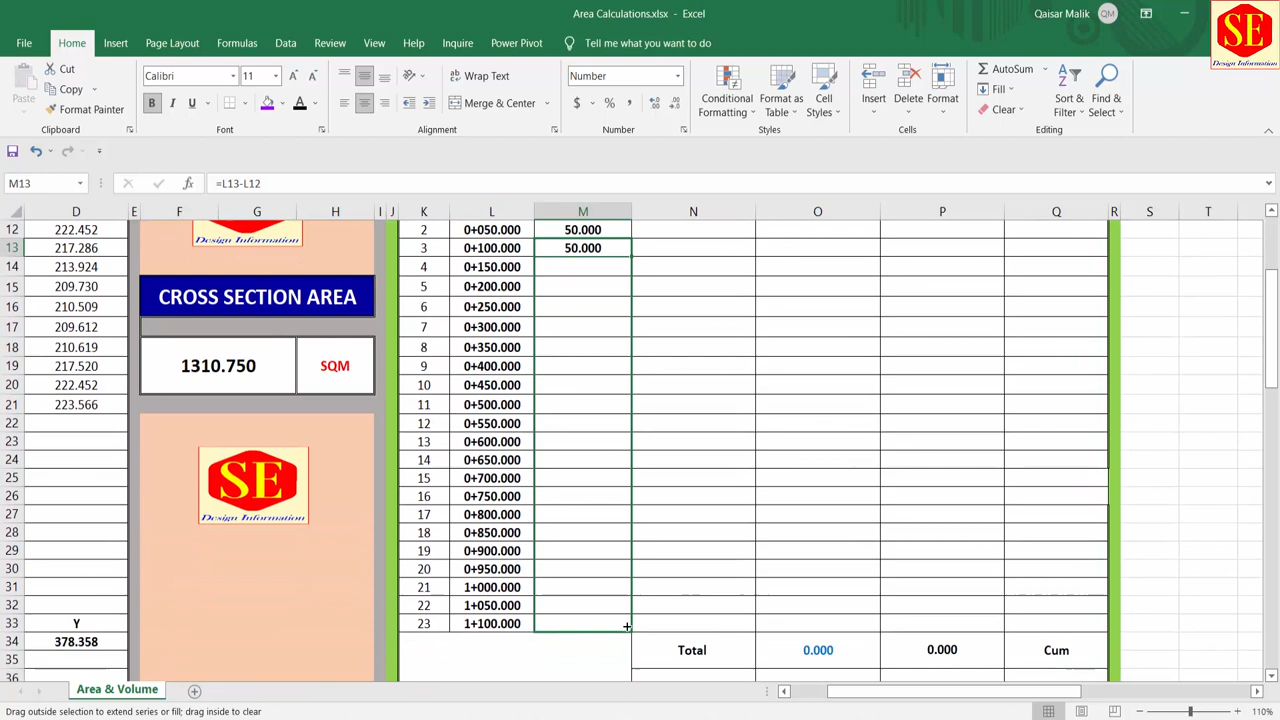 Area Calculations.xlsx - Excel
Qaisar Malik QM
SE
Design Information
File Home Insert Page Layout Formulas Data Review View Help Inquire Power Pivot Tell me what you want to do
Cut
Copy
Format Painter
Paste
Clipboard
Calibri 11
B I U A
Font
Wrap Text
Merge & Center
Alignment
Number
$ % ,
Number
Conditional Formatting
Format as Table
Cell Styles
Styles
Insert Delete Format
Cells
AutoSum
Fill
Clear
Sort & Filter
Find & Select
Editing
M13 fx =L13-L12
D E F G H I J K L M N O P Q R S T
12 222.452 2 0+050.000 50.000
13 217.286 3 0+100.000 50.000
14 213.924 4 0+150.000
15 209.730 5 0+200.000
16 210.509 6 0+250.000
17 209.612 7 0+300.000
18 210.619 8 0+350.000
19 217.520 9 0+400.000
20 222.452 10 0+450.000
21 223.566 11 0+500.000
22 12 0+550.000
23 13 0+600.000
24 14 0+650.000
25 15 0+700.000
26 16 0+750.000
27 17 0+800.000
28 18 0+850.000
29 19 0+900.000
30 20 0+950.000
31 21 1+000.000
32 22 1+050.000
33 Y 23 1+100.000
34 378.358
35
36
Design Information
CROSS SECTION AREA
1310.750 SQM
SE
Design Information
Total 0.000 0.000 Cum
Area & Volume
Drag outside selection to extend series or fill; drag inside to clear
110%